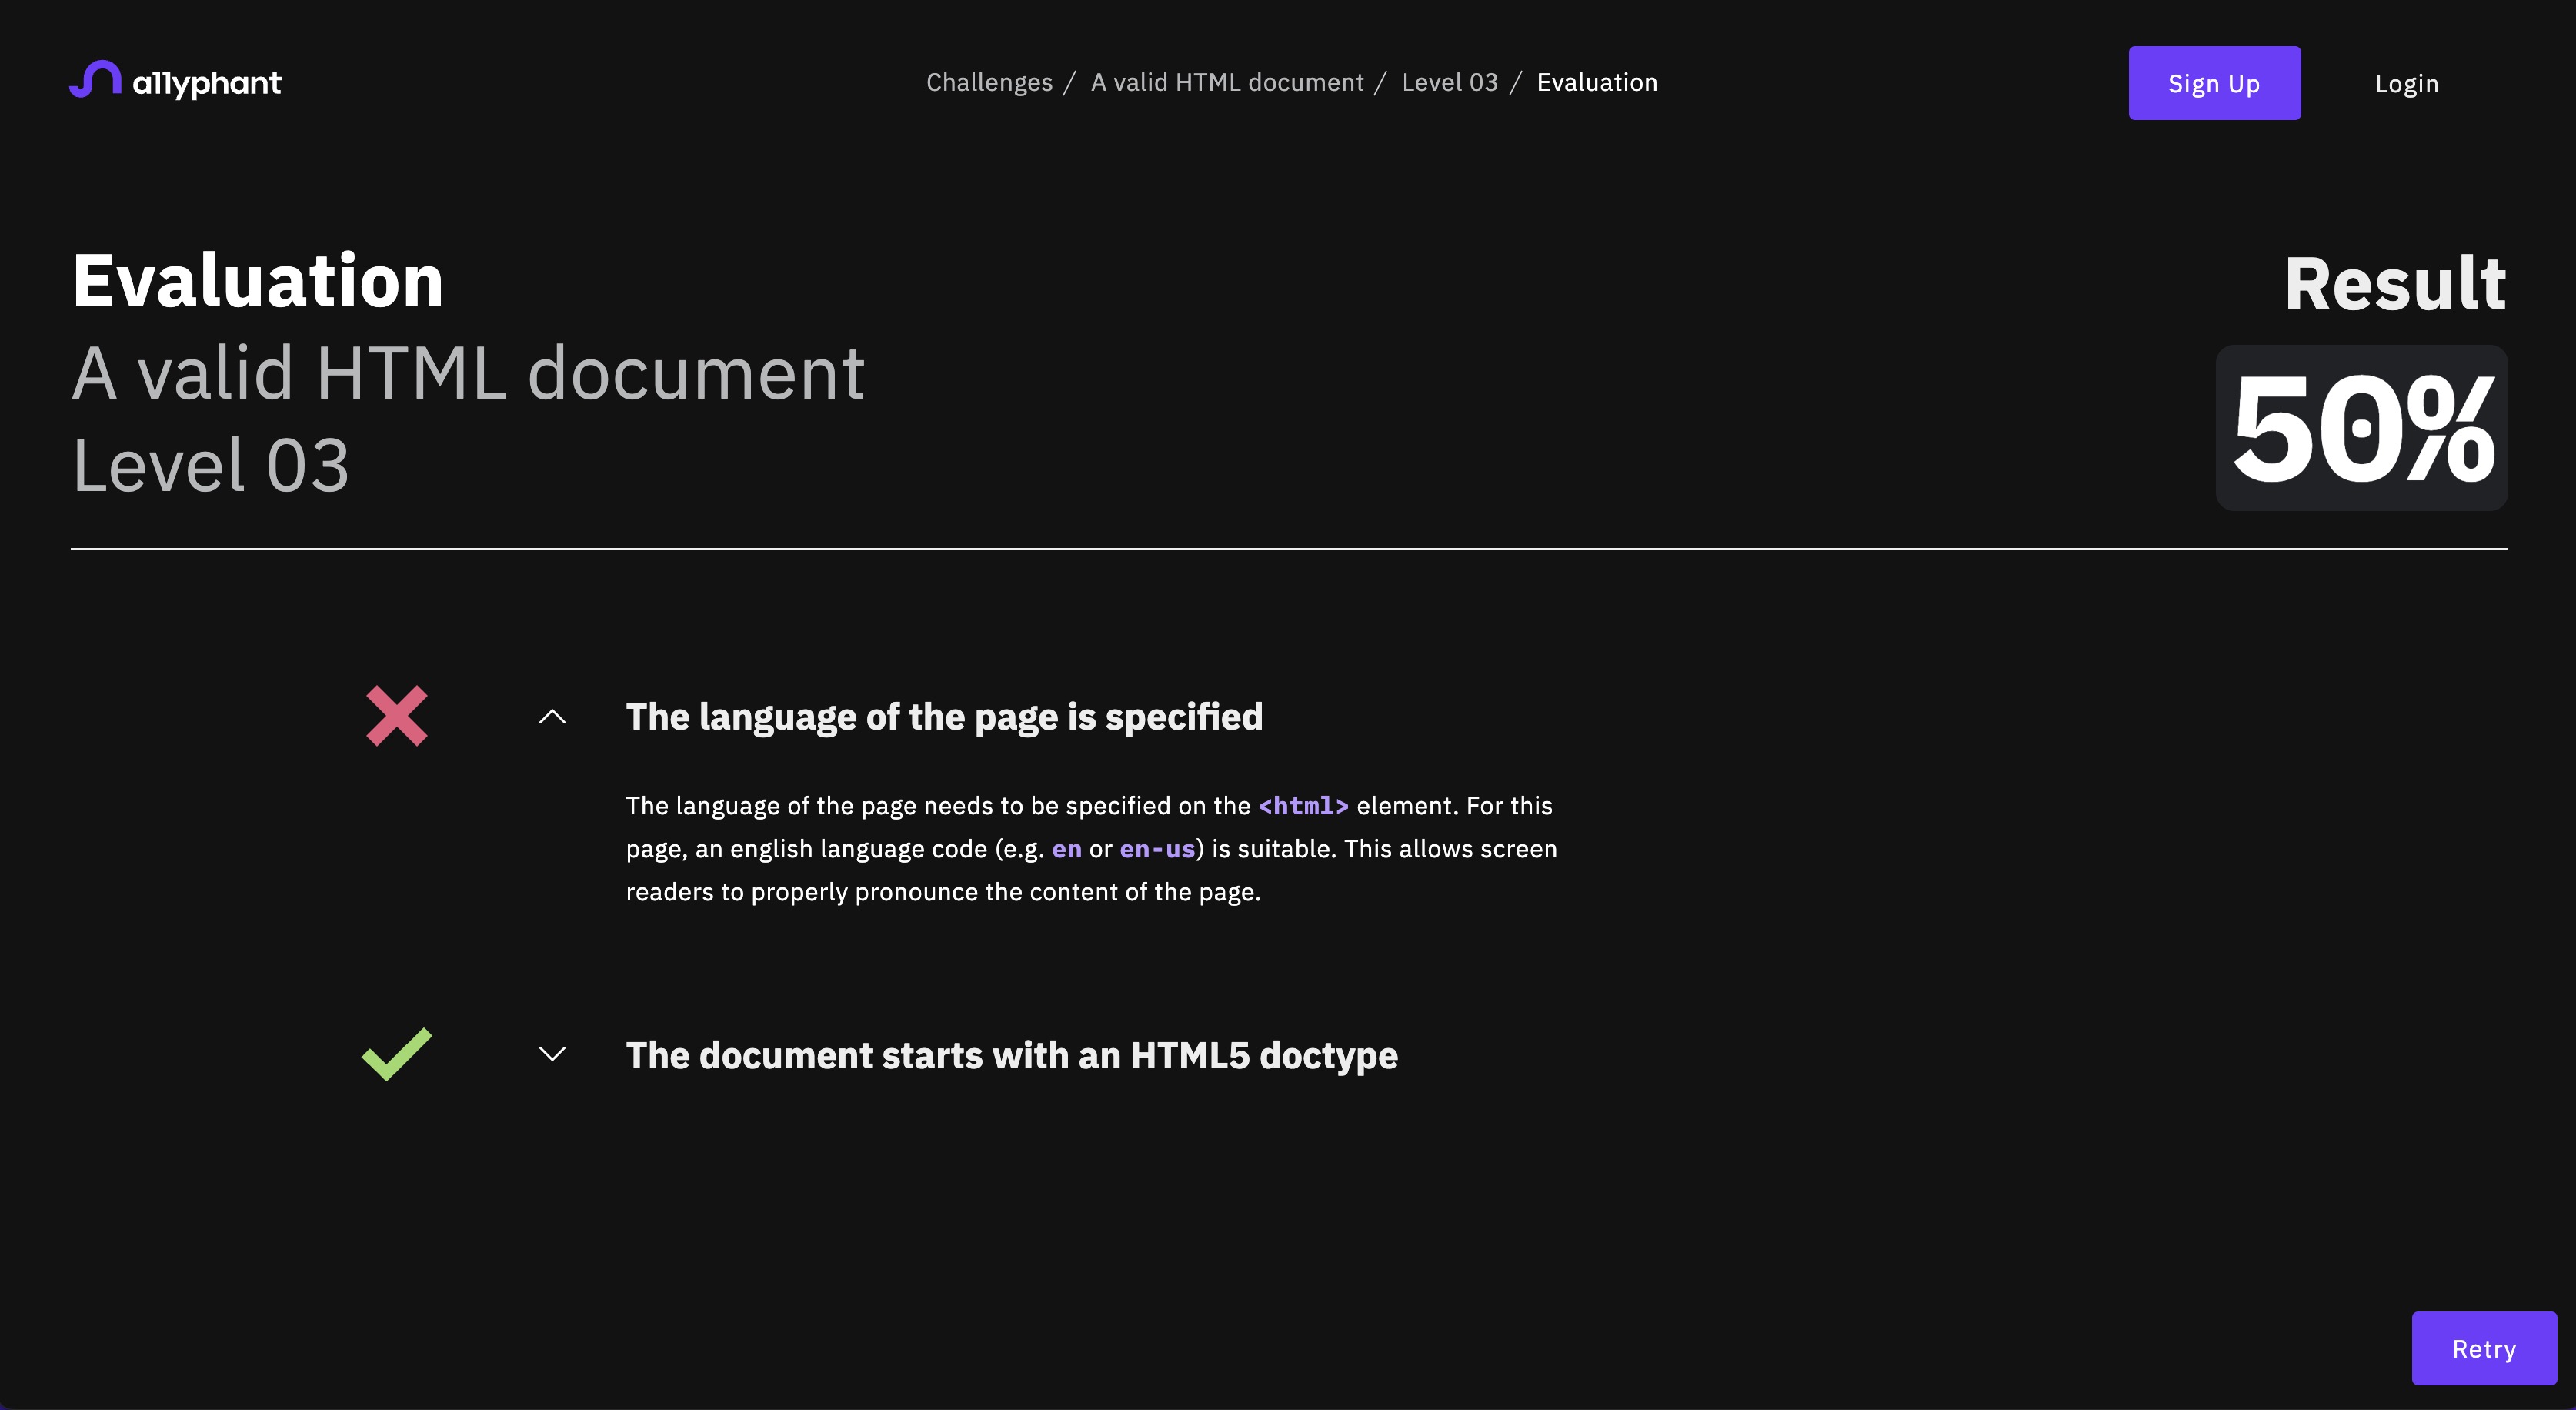 a11yphant
Challenges / A valid HTML document / Level 03 / Evaluation
Sign Up
Login
Evaluation
A valid HTML document
Level 03
Result
50%
The language of the page is specified
The language of the page needs to be specified on the <html> element. For this
page, an english language code (e.g. en or en-us) is suitable. This allows screen
readers to properly pronounce the content of the page.
The document starts with an HTML5 doctype
Retry